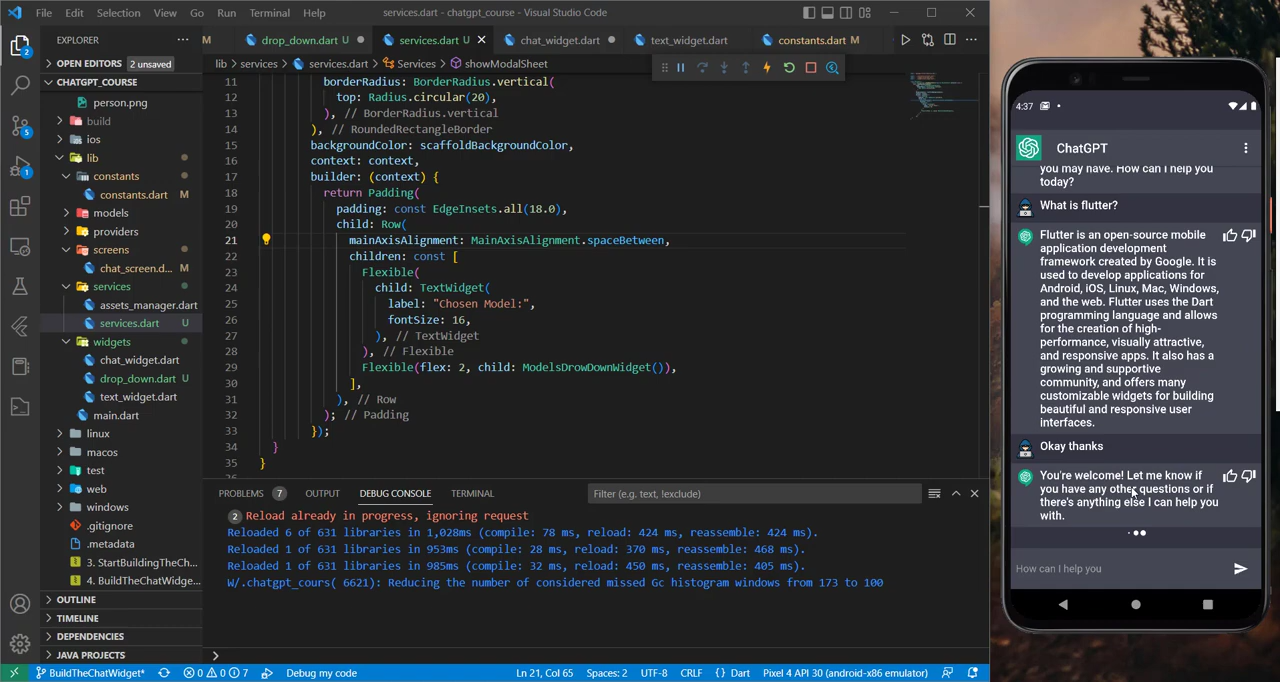 File Edit Selection View Go Run Terminal Help
services.dart - chatgpt_course - Visual Studio Code
EXPLORER
OPEN EDITORS 2 unsaved
CHATGPT_COURSE
person.png
build
ios
lib
constants
constants.dart M
models
providers
screens
chat_screen.d... M
services
assets_manager.dart
services.dart U
widgets
chat_widget.dart
drop_down.dart U
text_widget.dart
main.dart
linux
macos
test
web
windows
.gitignore
.metadata
3. StartBuildingTheCh...
4. BuildTheChatWidge...
OUTLINE
TIMELINE
DEPENDENCIES
JAVA PROJECTS
2
5
1
M drop_down.dart U services.dart U chat_widget.dart text_widget.dart constants.dart M
lib > services > services.dart > Services > showModalSheet
11 borderRadius: BorderRadius.vertical(
12 top: Radius.circular(20),
13 ), // BorderRadius.vertical
14 ), // RoundedRectangleBorder
15 backgroundColor: scaffoldBackgroundColor,
16 context: context,
17 builder: (context) {
18 return Padding(
19 padding: const EdgeInsets.all(18.0),
20 child: Row(
21 mainAxisAlignment: MainAxisAlignment.spaceBetween,
22 children: const [
23 Flexible(
24 child: TextWidget(
25 label: "Chosen Model:",
26 fontSize: 16,
27 ), // TextWidget
28 ), // Flexible
29 Flexible(flex: 2, child: ModelsDrowDownWidget()),
30 ],
31 ), // Row
32 ); // Padding
33 });
34 }
35 }
PROBLEMS 7 OUTPUT DEBUG CONSOLE TERMINAL
Filter (e.g. text, !exclude)
2 Reload already in progress, ignoring request
Reloaded 6 of 631 libraries in 1,028ms (compile: 78 ms, reload: 424 ms, reassemble: 424 ms).
Reloaded 1 of 631 libraries in 953ms (compile: 28 ms, reload: 370 ms, reassemble: 468 ms).
Reloaded 1 of 631 libraries in 985ms (compile: 32 ms, reload: 450 ms, reassemble: 405 ms).
W/.chatgpt_cours( 6621): Reducing the number of considered missed Gc histogram windows from 173 to 100
BuildTheChatWidget* 0 0 7 Debug my code
Ln 21, Col 65 Spaces: 2 UTF-8 CRLF {} Dart Pixel 4 API 30 (android-x86 emulator)
4:37
ChatGPT
you may have. How can I help you
today?
What is flutter?
Flutter is an open-source mobile
application development
framework created by Google. It is
used to develop applications for
Android, iOS, Linux, Mac, Windows,
and the web. Flutter uses the Dart
programming language and allows
for the creation of high-
performance, visually attractive,
and responsive apps. It also has a
growing and supportive
community, and offers many
customizable widgets for building
beautiful and responsive user
interfaces.
Okay thanks
You're welcome! Let me know if
you have any other questions or if
there's anything else I can help you
with.
How can I help you